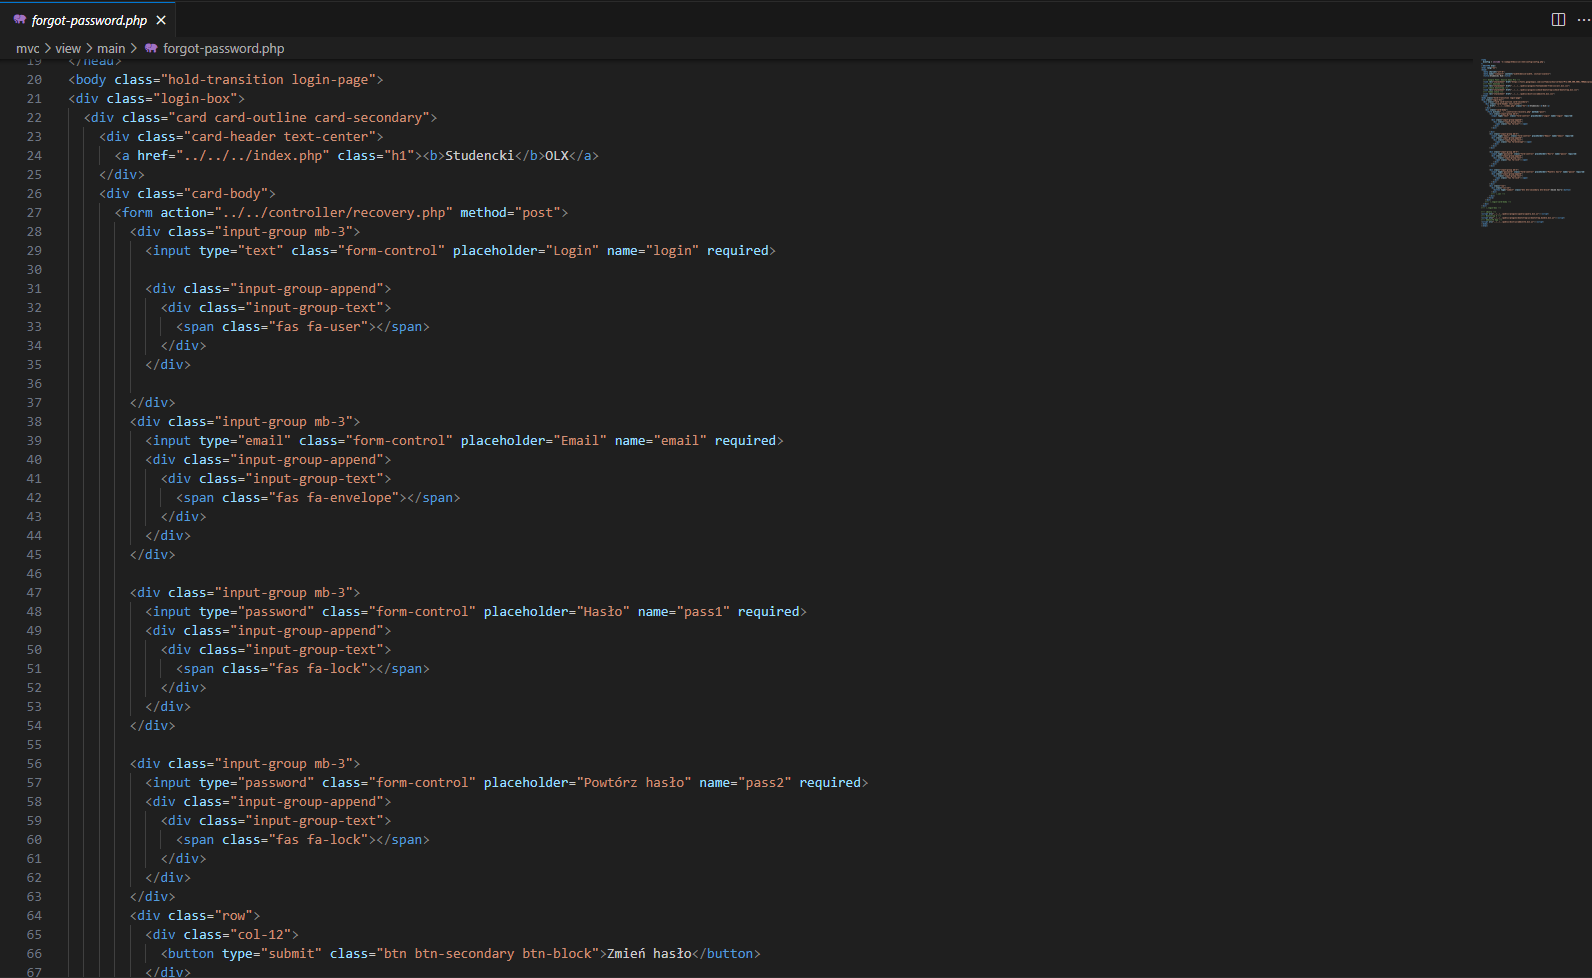 forgot-password.php
mvc > view > main > forgot-password.php
19 </head>
20 <body class="hold-transition login-page">
21 <div class="login-box">
22 <div class="card card-outline card-secondary">
23 <div class="card-header text-center">
24 <a href="../../../index.php" class="h1"><b>Studencki</b>OLX</a>
25 </div>
26 <div class="card-body">
27 <form action="../../controller/recovery.php" method="post">
28 <div class="input-group mb-3">
29 <input type="text" class="form-control" placeholder="Login" name="login" required>
30
31 <div class="input-group-append">
32 <div class="input-group-text">
33 <span class="fas fa-user"></span>
34 </div>
35 </div>
36
37 </div>
38 <div class="input-group mb-3">
39 <input type="email" class="form-control" placeholder="Email" name="email" required>
40 <div class="input-group-append">
41 <div class="input-group-text">
42 <span class="fas fa-envelope"></span>
43 </div>
44 </div>
45 </div>
46
47 <div class="input-group mb-3">
48 <input type="password" class="form-control" placeholder="Hasło" name="pass1" required>
49 <div class="input-group-append">
50 <div class="input-group-text">
51 <span class="fas fa-lock"></span>
52 </div>
53 </div>
54 </div>
55
56 <div class="input-group mb-3">
57 <input type="password" class="form-control" placeholder="Powtórz hasło" name="pass2" required>
58 <div class="input-group-append">
59 <div class="input-group-text">
60 <span class="fas fa-lock"></span>
61 </div>
62 </div>
63 </div>
64 <div class="row">
65 <div class="col-12">
66 <button type="submit" class="btn btn-secondary btn-block">Zmień hasło</button>
67 </div>